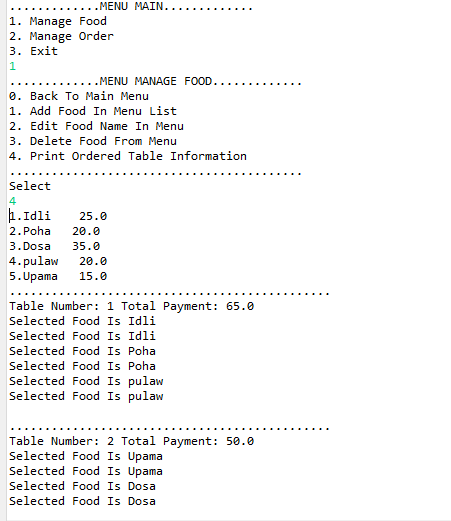 .............MENU MAIN.............
1. Manage Food
2. Manage Order
3. Exit
1
.............MENU MANAGE FOOD.............
0. Back To Main Menu
1. Add Food In Menu List
2. Edit Food Name In Menu
3. Delete Food From Menu
4. Print Ordered Table Information
..........................................
Select
4
1.Idli    25.0
2.Poha   20.0
3.Dosa   35.0
4.pulaw   20.0
5.Upama   15.0
..............................................
Table Number: 1 Total Payment: 65.0
Selected Food Is Idli
Selected Food Is Idli
Selected Food Is Poha
Selected Food Is Poha
Selected Food Is pulaw
Selected Food Is pulaw

..............................................
Table Number: 2 Total Payment: 50.0
Selected Food Is Upama
Selected Food Is Upama
Selected Food Is Dosa
Selected Food Is Dosa